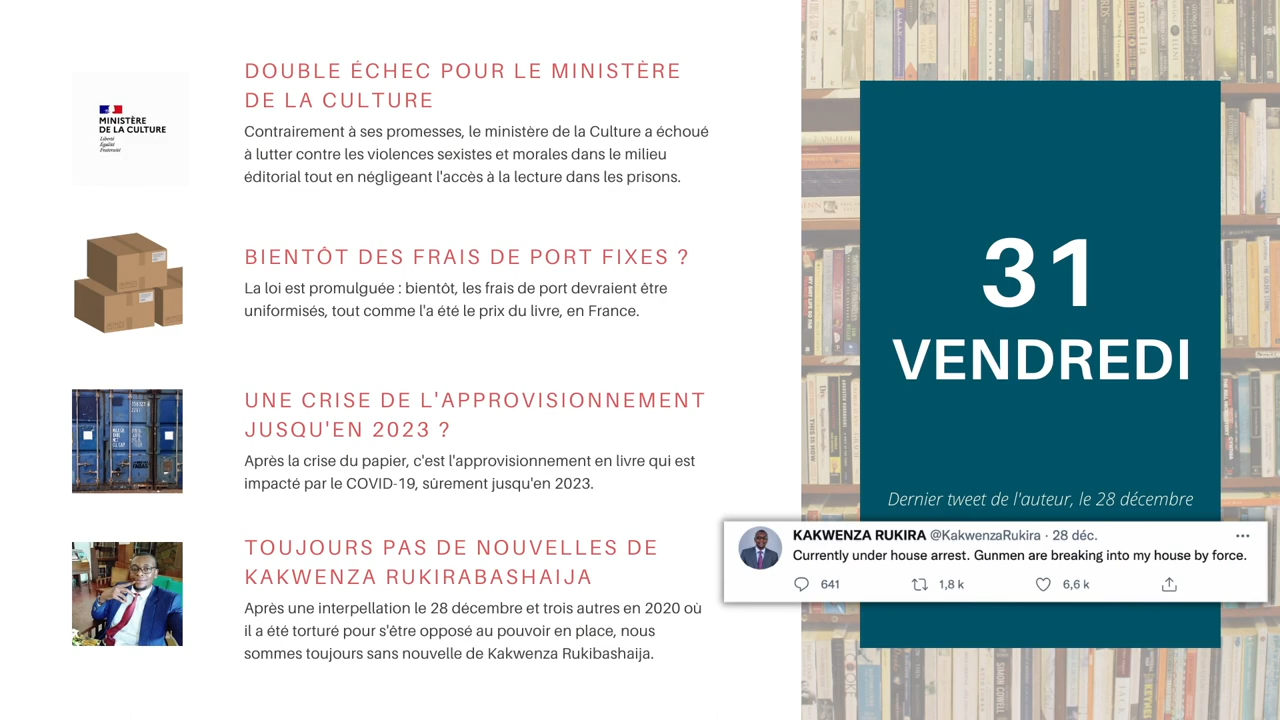 MINISTÈRE
DE LA CULTURE
Liberté
Égalité
Fraternité
DOUBLE ÉCHEC POUR LE MINISTÈRE
DE LA CULTURE
Contrairement à ses promesses, le ministère de la Culture a échoué
à lutter contre les violences sexistes et morales dans le milieu
éditorial tout en négligeant l'accès à la lecture dans les prisons.
BIENTÔT DES FRAIS DE PORT FIXES ?
La loi est promulguée : bientôt, les frais de port devraient être
uniformisés, tout comme l'a été le prix du livre, en France.
UNE CRISE DE L'APPROVISIONNEMENT
JUSQU'EN 2023 ?
Après la crise du papier, c'est l'approvisionnement en livre qui est
impacté par le COVID-19, sûrement jusqu'en 2023.
TOUJOURS PAS DE NOUVELLES DE
KAKWENZA RUKIRABASHAIJA
Après une interpellation le 28 décembre et trois autres en 2020 où
il a été torturé pour s'être opposé au pouvoir en place, nous
sommes toujours sans nouvelle de Kakwenza Rukibashaija.
31
VENDREDI
Dernier tweet de l'auteur, le 28 décembre
KAKWENZA RUKIRA @KakwenzaRukira · 28 déc.
Currently under house arrest. Gunmen are breaking into my house by force.
641 1,8 k 6,6 k